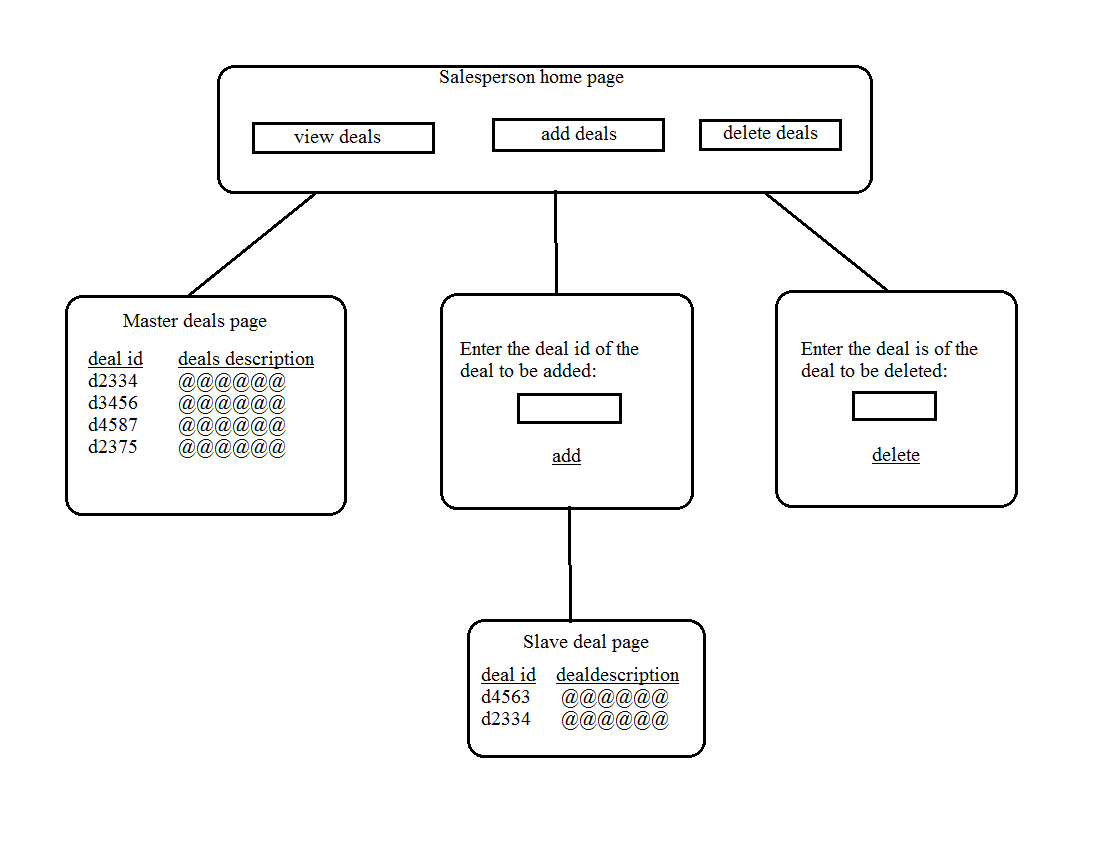 Salesperson home page
view deals
add deals
delete deals
Master deals page
deal id deals description
d2334 @@@@@@
d3456 @@@@@@
d4587 @@@@@@
d2375 @@@@@@
Enter the deal id of the
deal to be added:
add
Enter the deal is of the
deal to be deleted:
delete
Slave deal page
deal id dealdescription
d4563 @@@@@@
d2334 @@@@@@